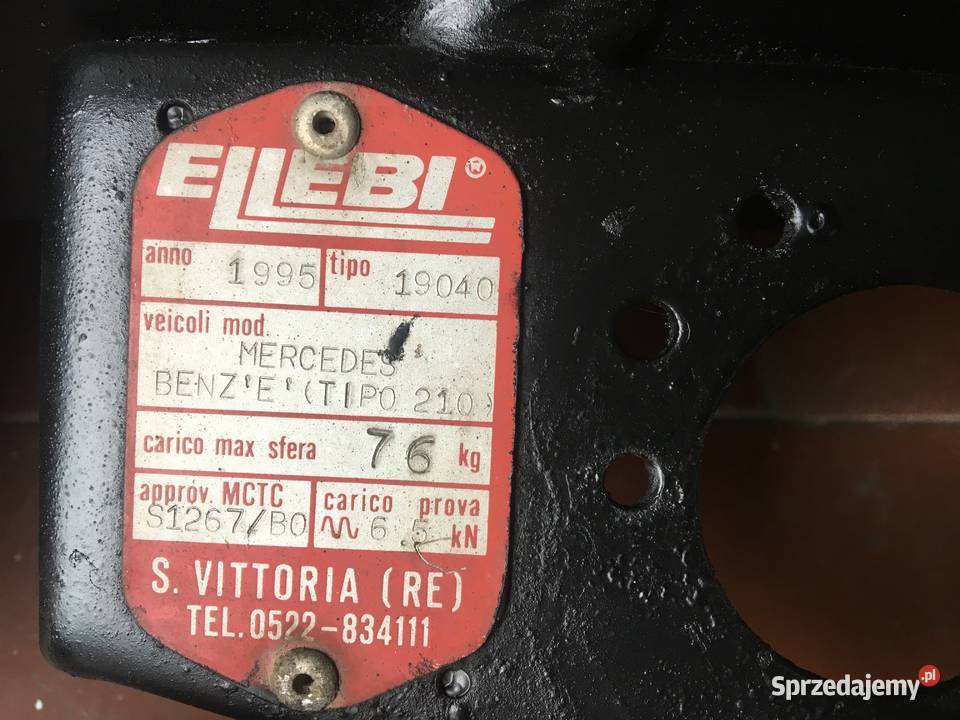 ELLEBI®
anno 1995 tipo 19040
veicoli mod.
MERCEDES
BENZ'E'(TIPO 210)
carico max sfera 76 kg
approv. MCTC carico prova
S1267/BO 6.5 kN
S. VITTORIA (RE)
TEL. 0522-834111
Sprzedajemy.pl